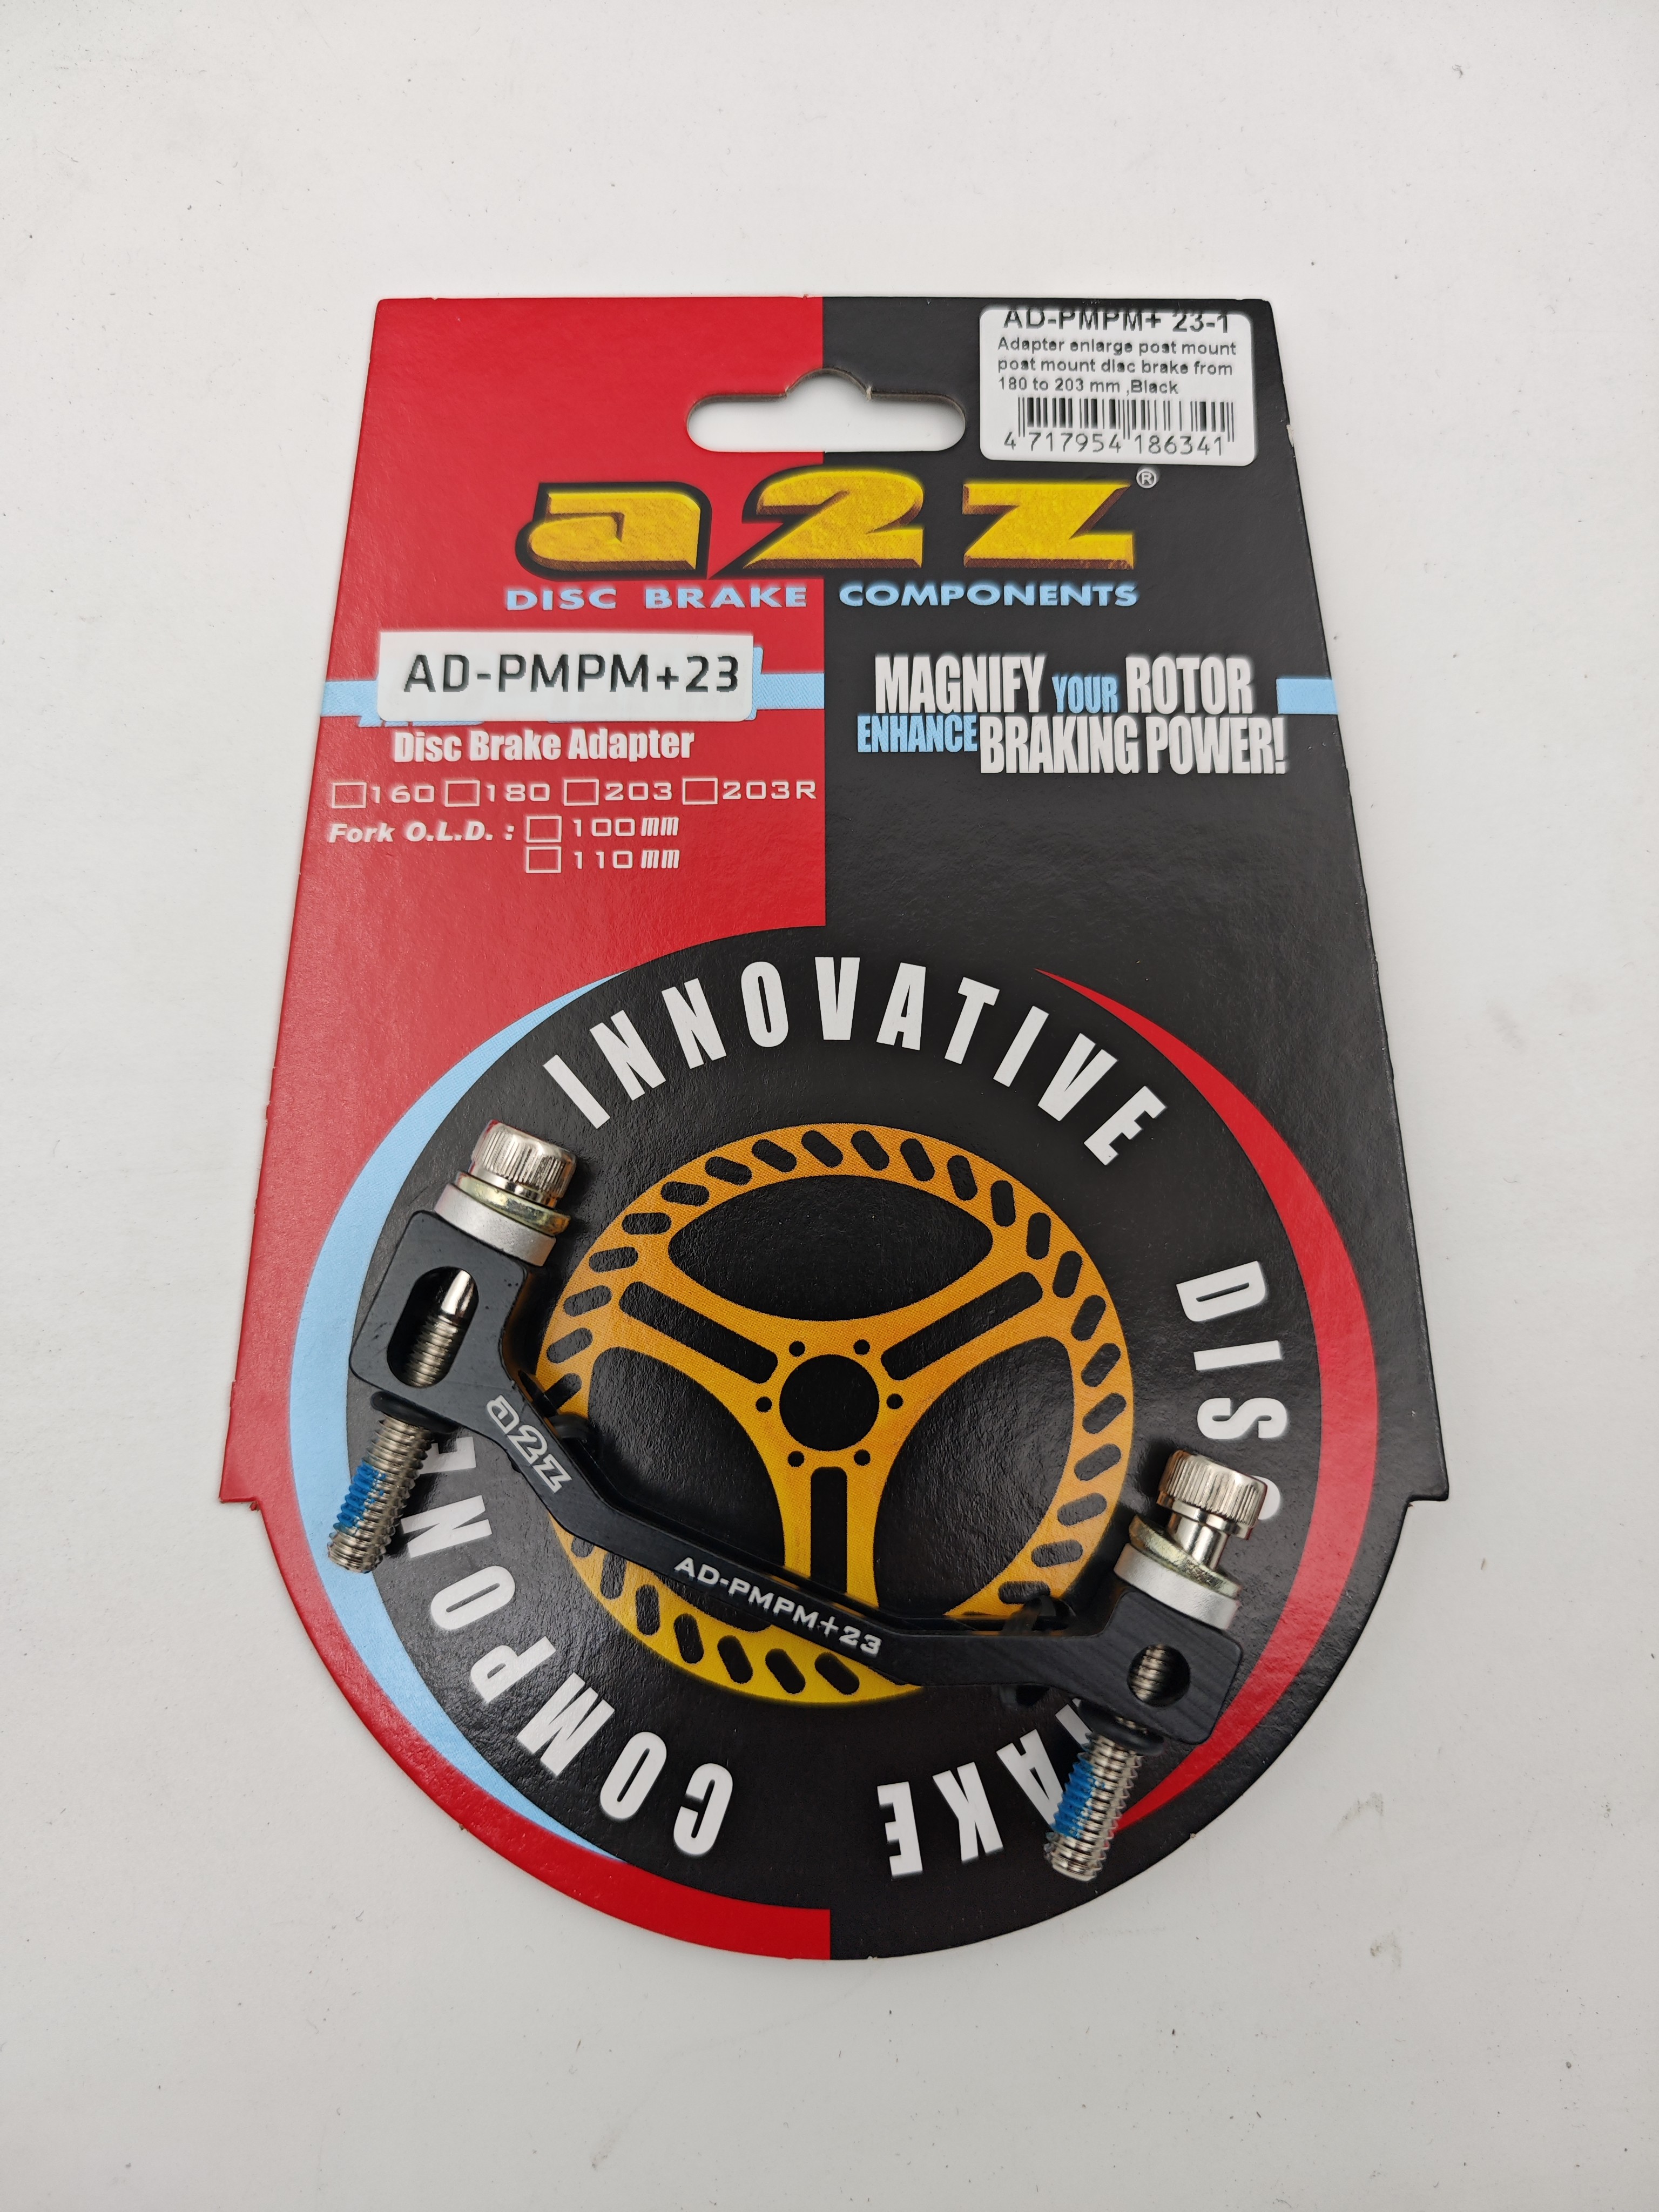 AD-PMPM+ 23-1
Adapter enlarge post mount
post mount disc brake from
180 to 203 mm ,Black
4 717954 186341
a2z®
DISC BRAKE COMPONENTS
AD-PMPM+23
Disc Brake Adapter
160 180 203 203R
Fork O.L.D. : 100mm
110mm
MAGNIFY YOUR ROTOR
ENHANCE BRAKING POWER!
INNOVATIVE
DISC
AKE
COMPONE
a2z
AD-PMPM+23